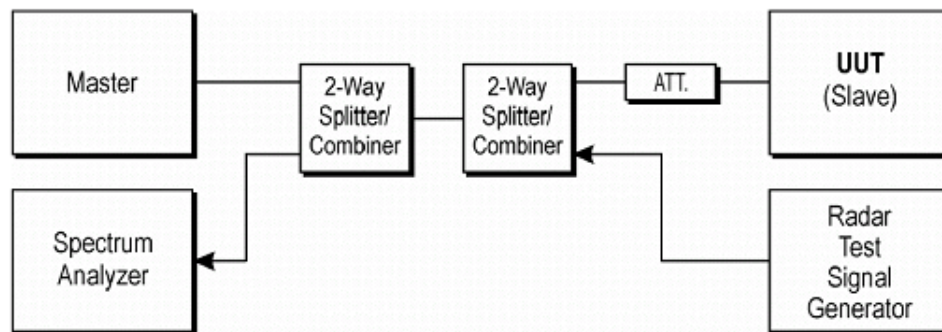 Master
2-Way
Splitter/
Combiner
2-Way
Splitter/
Combiner
ATT.
UUT
(Slave)
Spectrum
Analyzer
Radar
Test
Signal
Generator